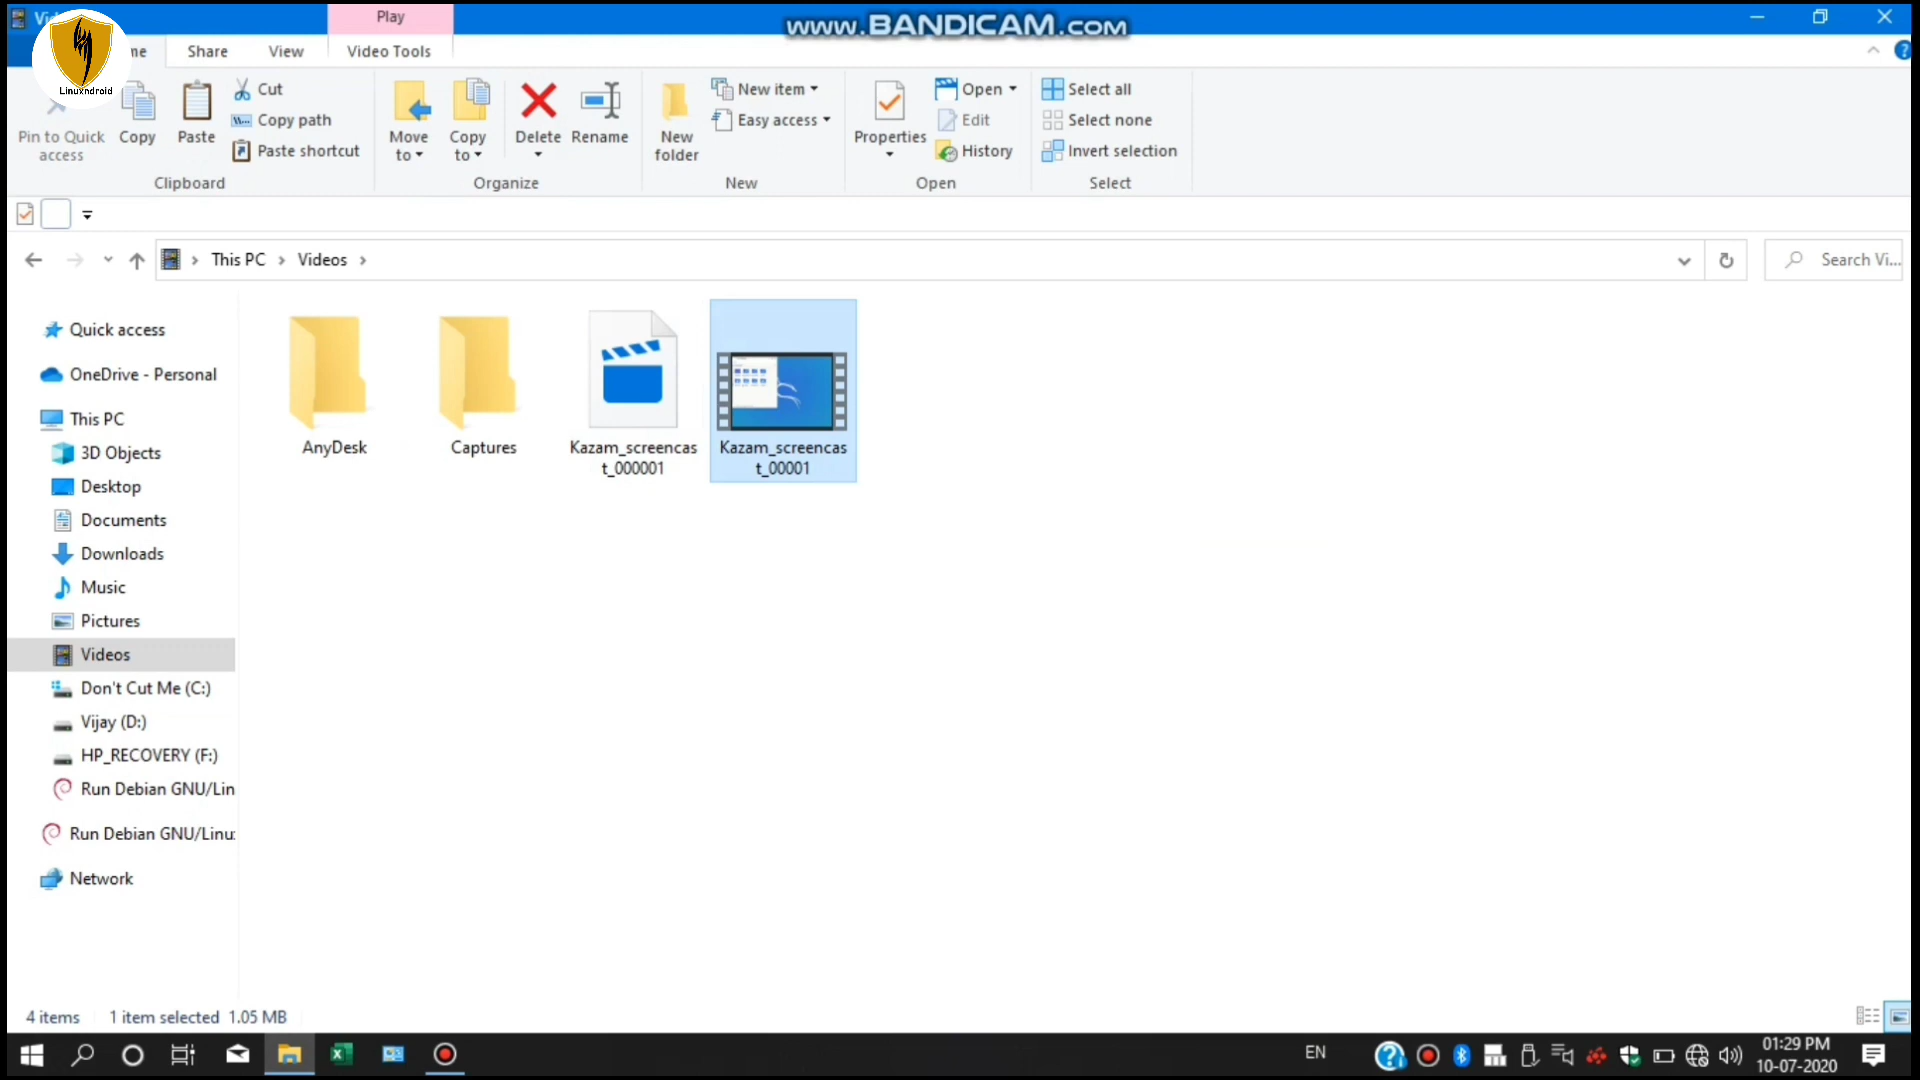 Play
www.BANDICAM.com
Linuxndroid
Share
View
Video Tools
Pin to Quick
access
Copy
Paste
Cut
Copy path
Paste shortcut
Clipboard
Move
to
Copy
to
Delete
Rename
Organize
New
folder
New item
Easy access
New
Properties
Open
Edit
History
Open
Select all
Select none
Invert selection
Select
This PC
Videos
Search Vi...
Quick access
OneDrive - Personal
This PC
3D Objects
Desktop
Documents
Downloads
Music
Pictures
Videos
Don't Cut Me (C:)
Vijay (D:)
HP_RECOVERY (F:)
Run Debian GNU/Lin
Run Debian GNU/Linu
Network
AnyDesk
Captures
Kazam_screencas
t_000001
Kazam_screencas
t_00001
4 items
1 item selected 1.05 MB
EN
01:29 PM
10-07-2020